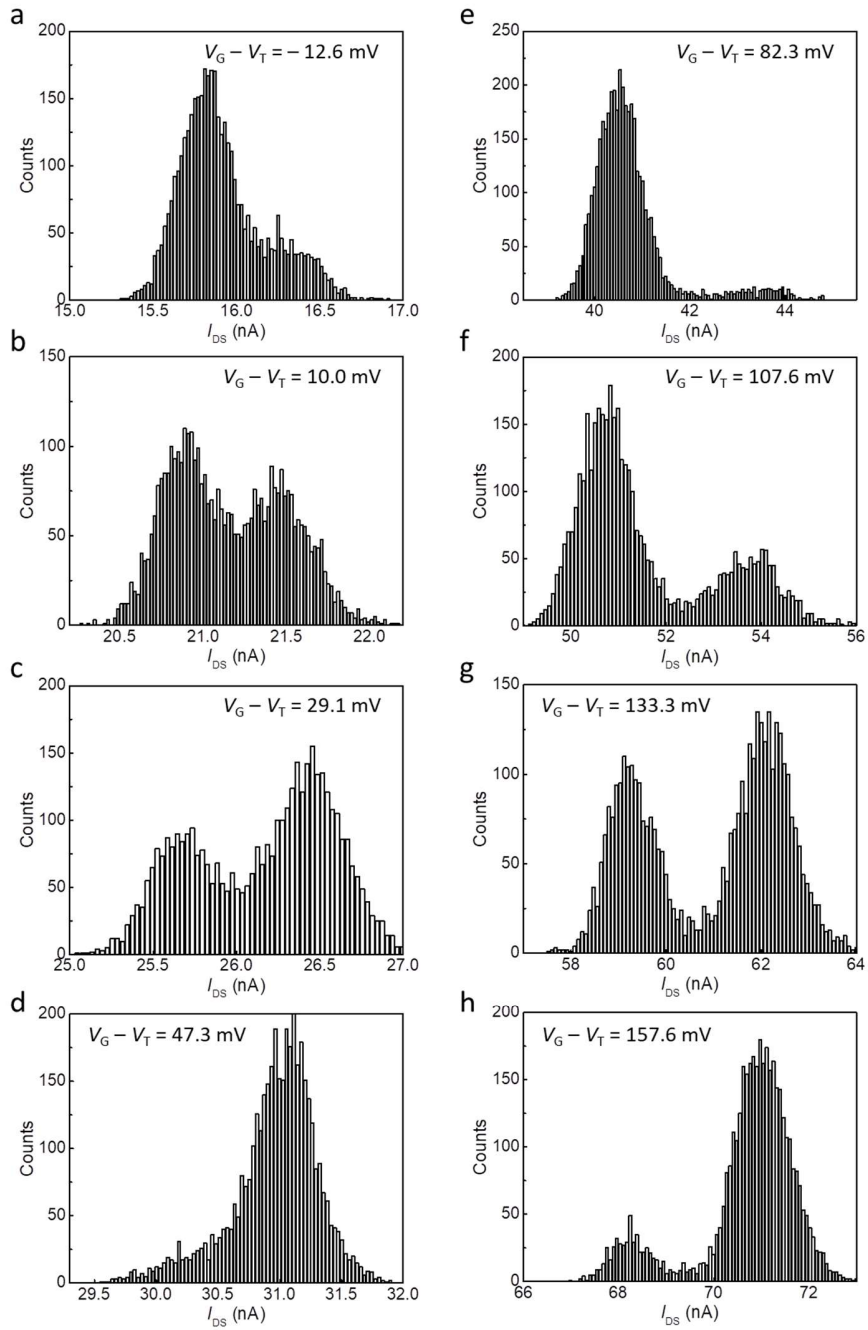 a
V_G − V_T = − 12.6 mV
200
150
100
50
0
Counts
15.0 15.5 16.0 16.5 17.0
I_DS (nA)
b
V_G − V_T = 10.0 mV
150
100
50
0
Counts
20.5 21.0 21.5 22.0
I_DS (nA)
c
V_G − V_T = 29.1 mV
200
150
100
50
0
Counts
25.0 25.5 26.0 26.5 27.0
I_DS (nA)
d
V_G − V_T = 47.3 mV
200
150
100
50
0
Counts
29.5 30.0 30.5 31.0 31.5 32.0
I_DS (nA)
e
V_G − V_T = 82.3 mV
250
200
150
100
50
0
Counts
40 42 44
I_DS (nA)
f
V_G − V_T = 107.6 mV
200
150
100
50
0
Counts
50 52 54 56
I_DS (nA)
g
V_G − V_T = 133.3 mV
150
100
50
0
Counts
58 60 62 64
I_DS (nA)
h
V_G − V_T = 157.6 mV
200
150
100
50
0
Counts
66 68 70 72
I_DS (nA)